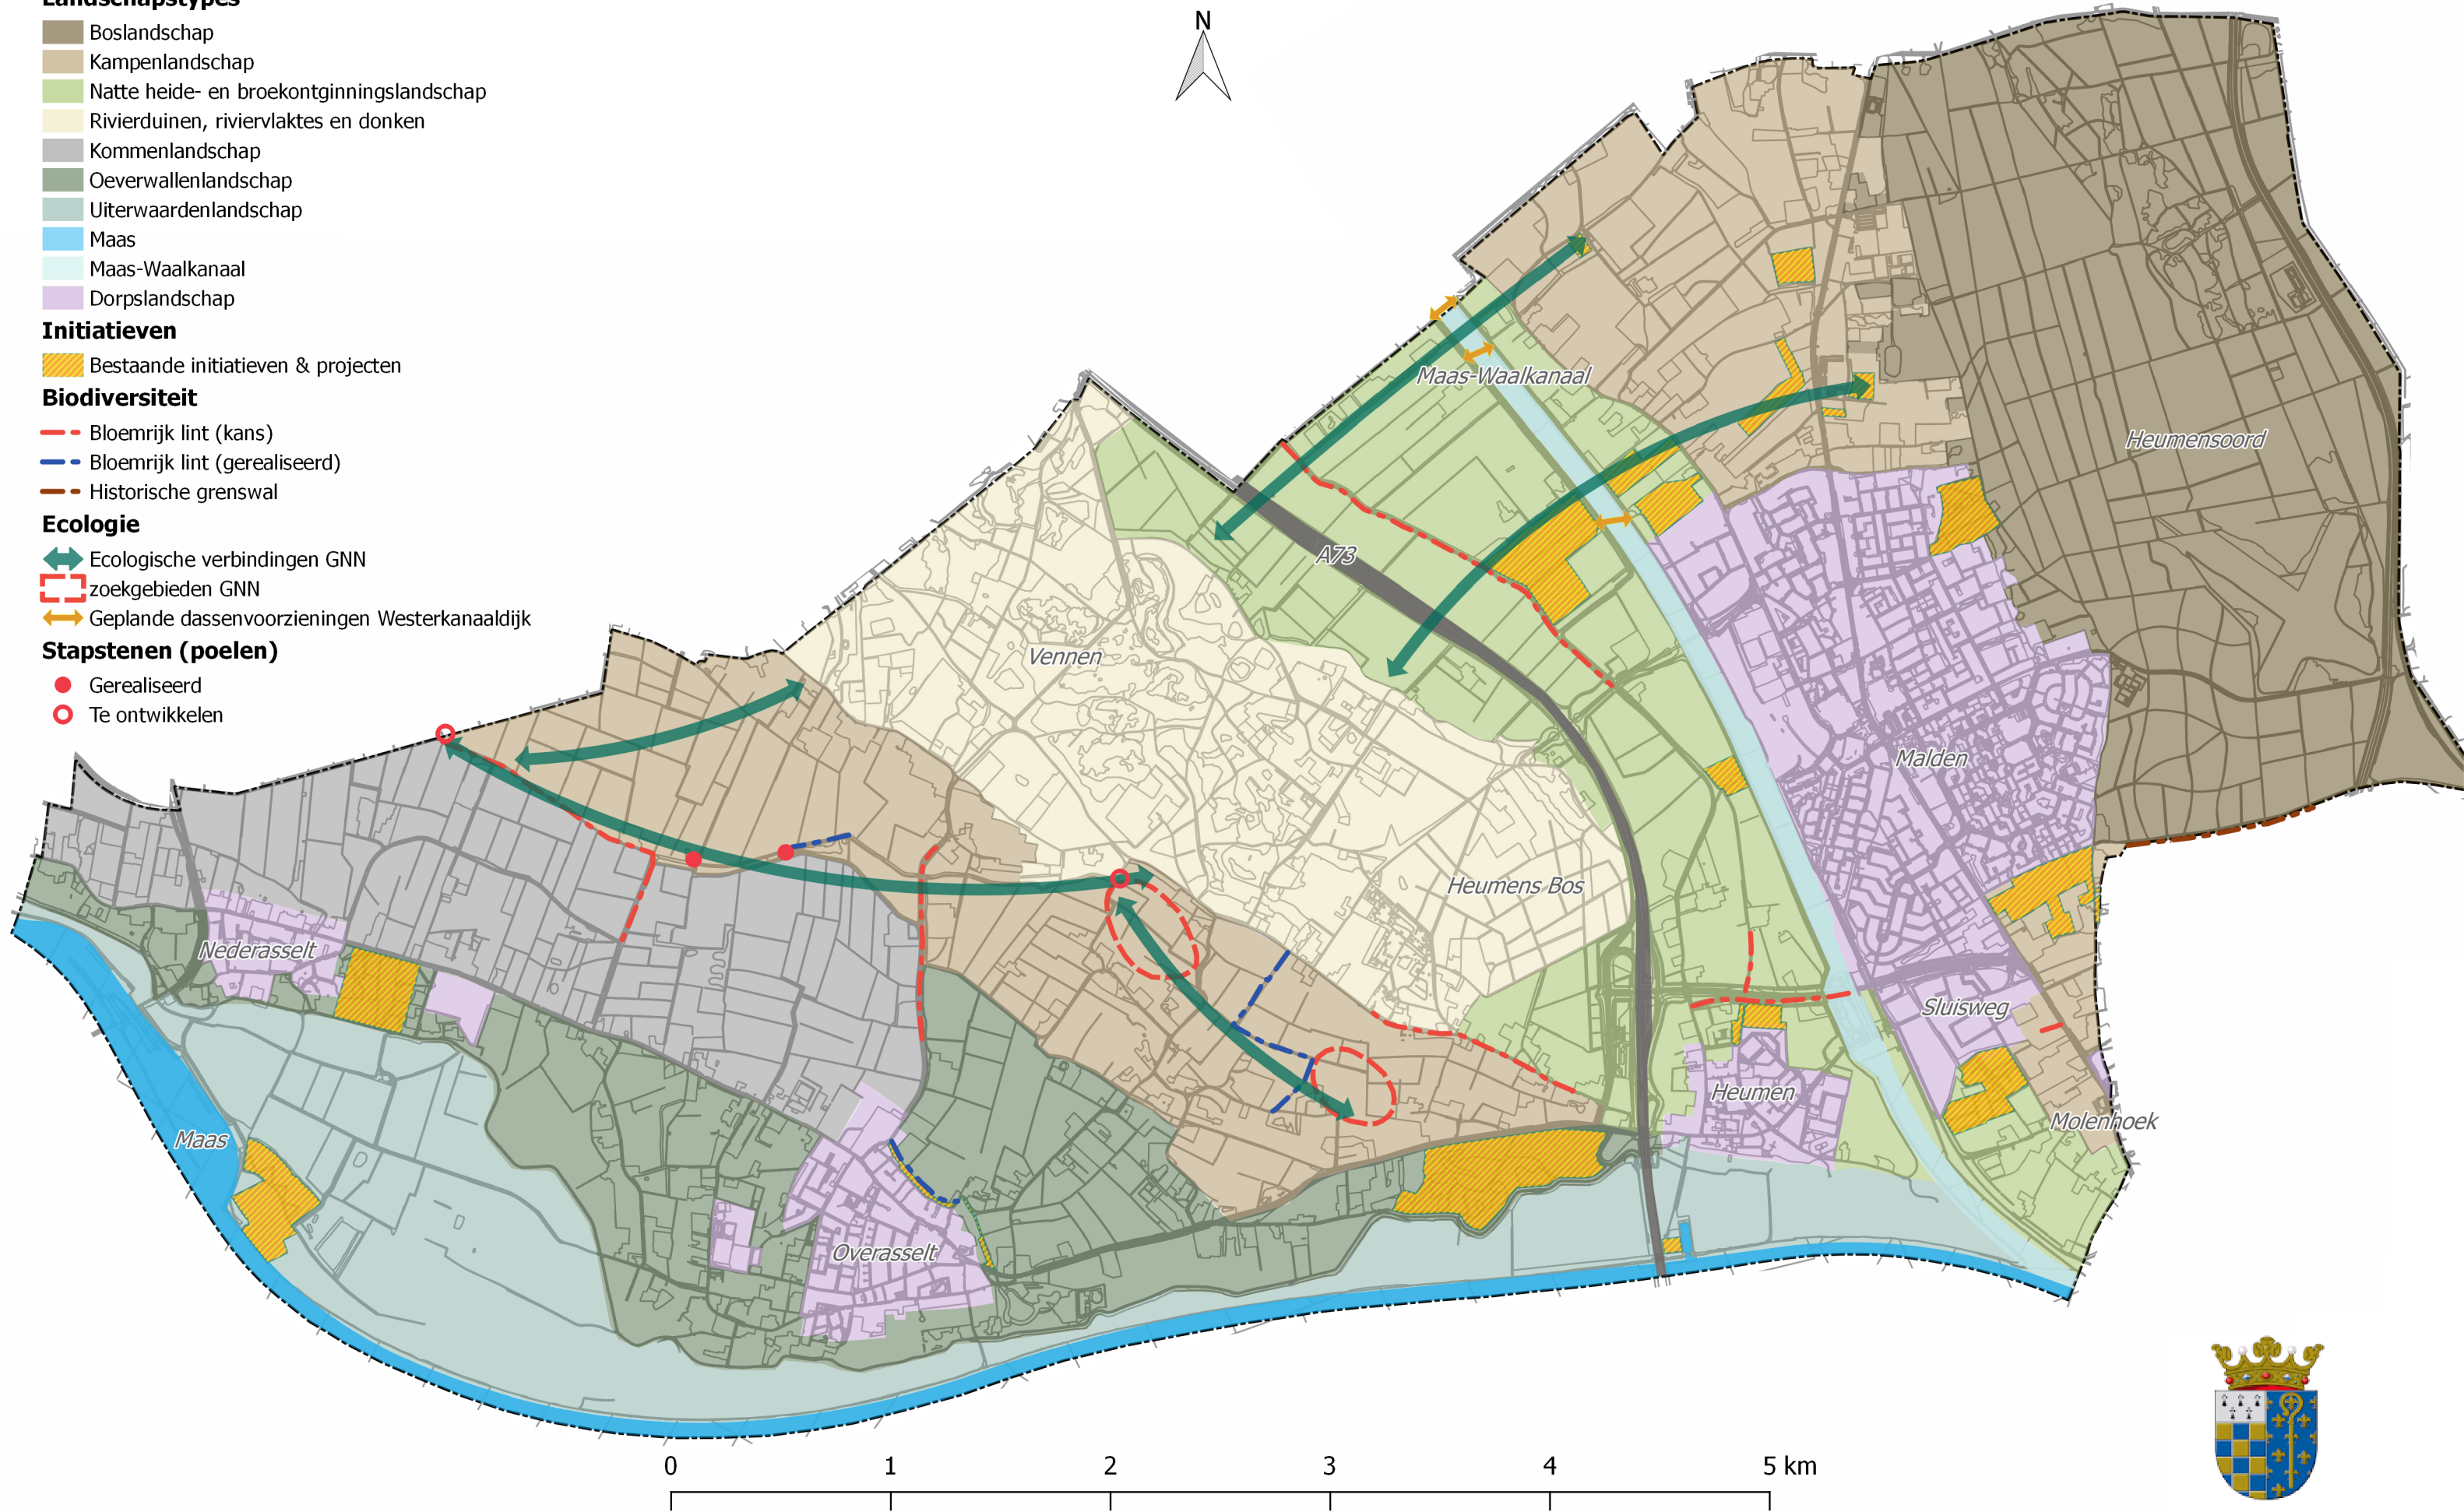 Landschapstypes
Boslandschap
Kampenlandschap
Natte heide- en broekontginningslandschap
Rivierduinen, riviervlaktes en donken
Kommenlandschap
Oeverwallenlandschap
Uiterwaardenlandschap
Maas
Maas-Waalkanaal
Dorpslandschap
Initiatieven
Bestaande initiatieven & projecten
Biodiversiteit
Bloemrijk lint (kans)
Bloemrijk lint (gerealiseerd)
Historische grenswal
Ecologie
Ecologische verbindingen GNN
zoekgebieden GNN
Geplande dassenvoorzieningen Westerkanaaldijk
Stapstenen (poelen)
Gerealiseerd
Te ontwikkelen
N
Maas-Waalkanaal
Heumensoord
A73
Vennen
Malden
Heumens Bos
Nederasselt
Sluisweg
Heumen
Molenhoek
Maas
Overasselt
0 1 2 3 4 5 km